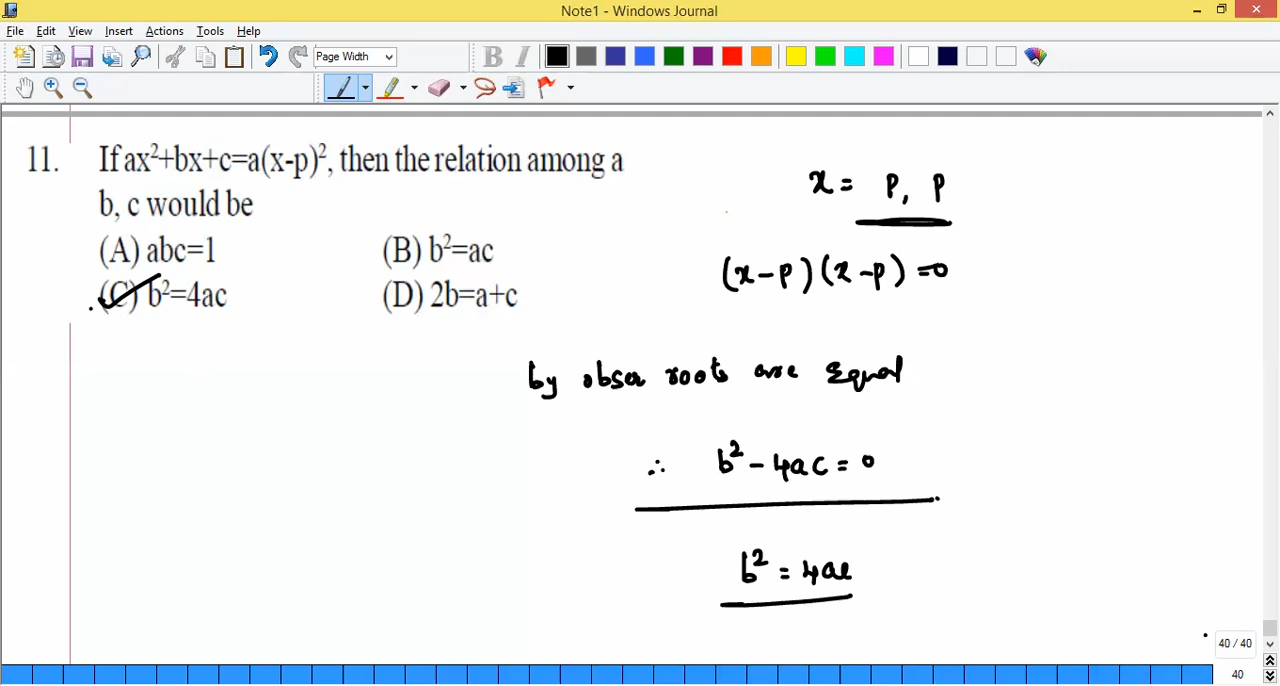 Note1 - Windows Journal
File Edit View Insert Actions Tools Help
Page Width
B I
11. If ax²+bx+c=a(x-p)², then the relation among a
b, c would be
(A) abc=1 (B) b²=ac
(C) b²=4ac (D) 2b=a+c
x = p, p
(x-p)(x-p)=0
by obser roots are Equal
∴ b²-4ac=0
b²=4ac
40 / 40
40